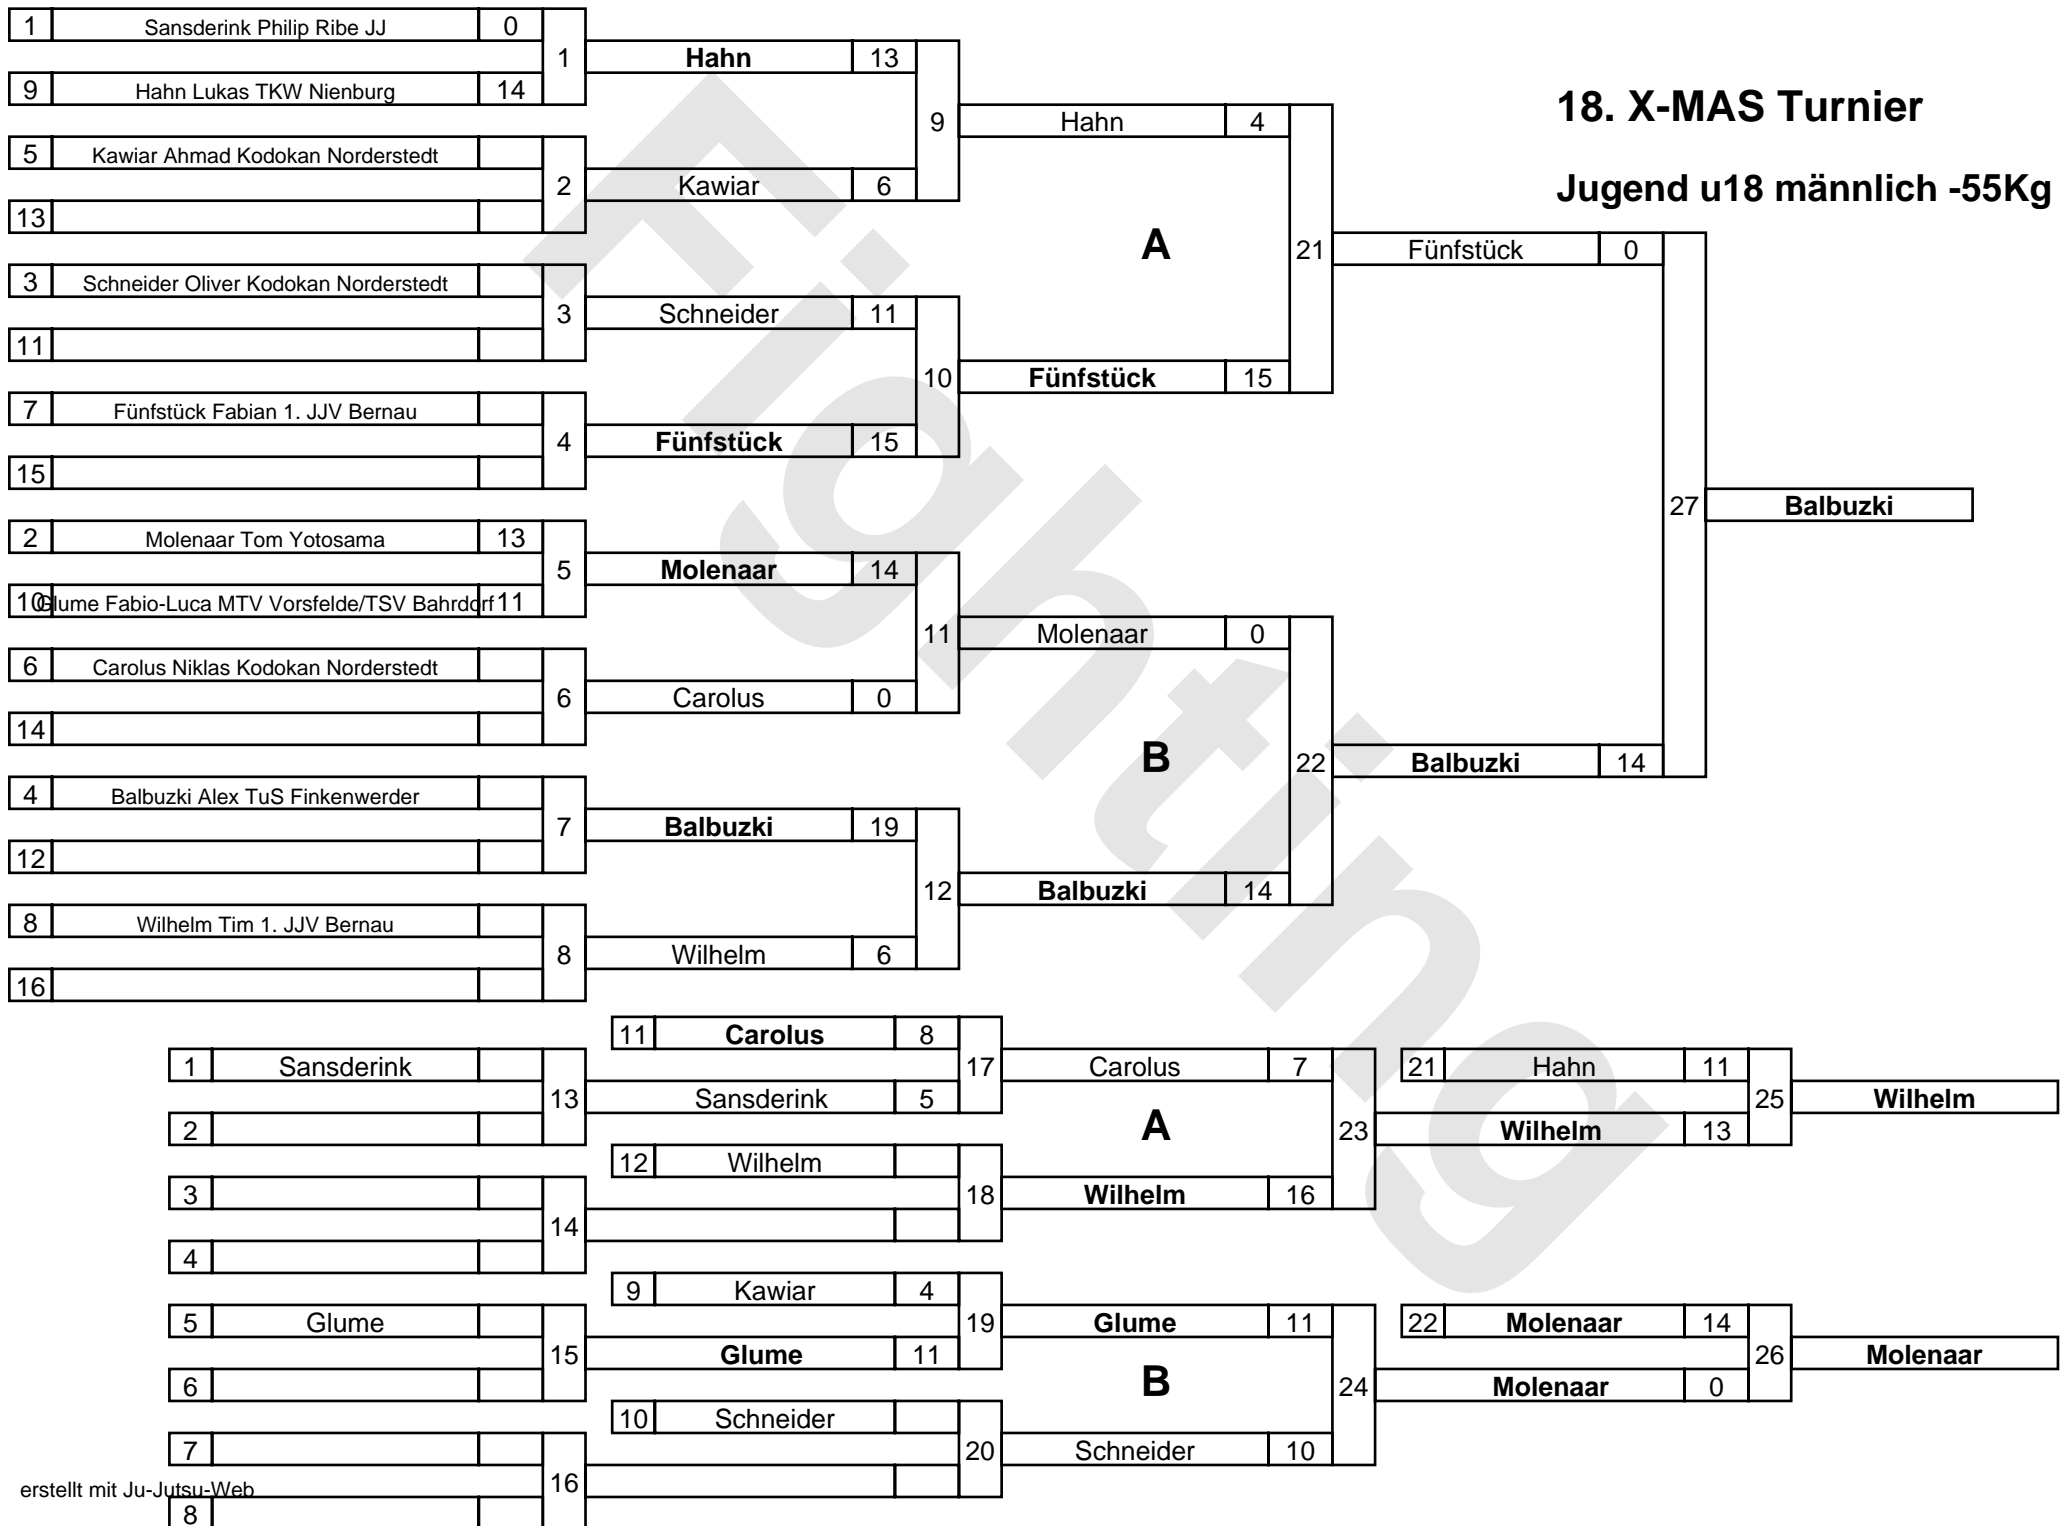 18. X-MAS Turnier
Jugend u18 männlich -55Kg
1 Sansderink Philip Ribe JJ 0
1
9 Hahn Lukas TKW Nienburg 14
5 Kawiar Ahmad Kodokan Norderstedt
2
13
3 Schneider Oliver Kodokan Norderstedt
3
11
7 Fünfstück Fabian 1. JJV Bernau
4
15
2 Molenaar Tom Yotosama 13
5
10 Glume Fabio-Luca MTV Vorsfelde/TSV Bahrdorf 11
6 Carolus Niklas Kodokan Norderstedt
6
14
4 Balbuzki Alex TuS Finkenwerder
7
12
8 Wilhelm Tim 1. JJV Bernau
8
16
Hahn 13
9
Kawiar 6
Schneider 11
10
Fünfstück 15
Molenaar 14
11
Carolus 0
Balbuzki 19
12
Wilhelm 6
Hahn 4
A 21
Fünfstück 15
Molenaar 0
B 22
Balbuzki 14
Fünfstück 0
27
Balbuzki 14
Balbuzki
1 Sansderink
13
2
3
14
4
5 Glume
15
6
7
16
8
11 Carolus 8
17
Sansderink 5
12 Wilhelm
18
9 Kawiar 4
19
Glume 11
10 Schneider
20
Carolus 7
A 23
Wilhelm 16
Glume 11
B 24
Schneider 10
21 Hahn 11
25
Wilhelm 13
Wilhelm
22 Molenaar 14
26
Molenaar 0
Molenaar
erstellt mit Ju-Jutsu-Web
Fighting